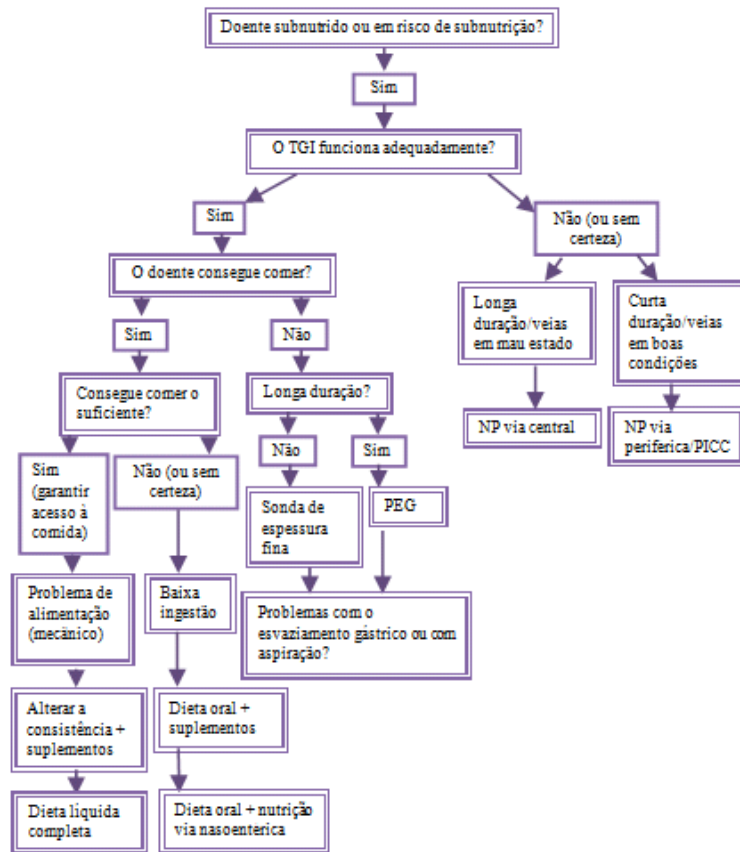 Doente subnutrido ou em risco de subnutrição?
Sim
O TGI funciona adequadamente?
Sim
Não (ou sem
certeza)
O doente consegue comer?
Longa
duração/veias
em mau estado
Curta
duração/veias
em boas
condições
Sim
Não
Consegue comer o
suficiente?
Longa duração?
NP via central
NP via
periferica/PICC
Sim
(garantir
acesso à
comida)
Não (ou sem
certeza)
Não
Sim
Sonda de
espessura
fina
PEG
Problema de
alimentação
(mecânico)
Baixa
ingestão
Problemas com o
esvaziamento gástrico ou com
aspiração?
Alterar a
consistência +
suplementos
Dieta oral +
suplementos
Dieta liquida
completa
Dieta oral + nutrição
via nasoenterica